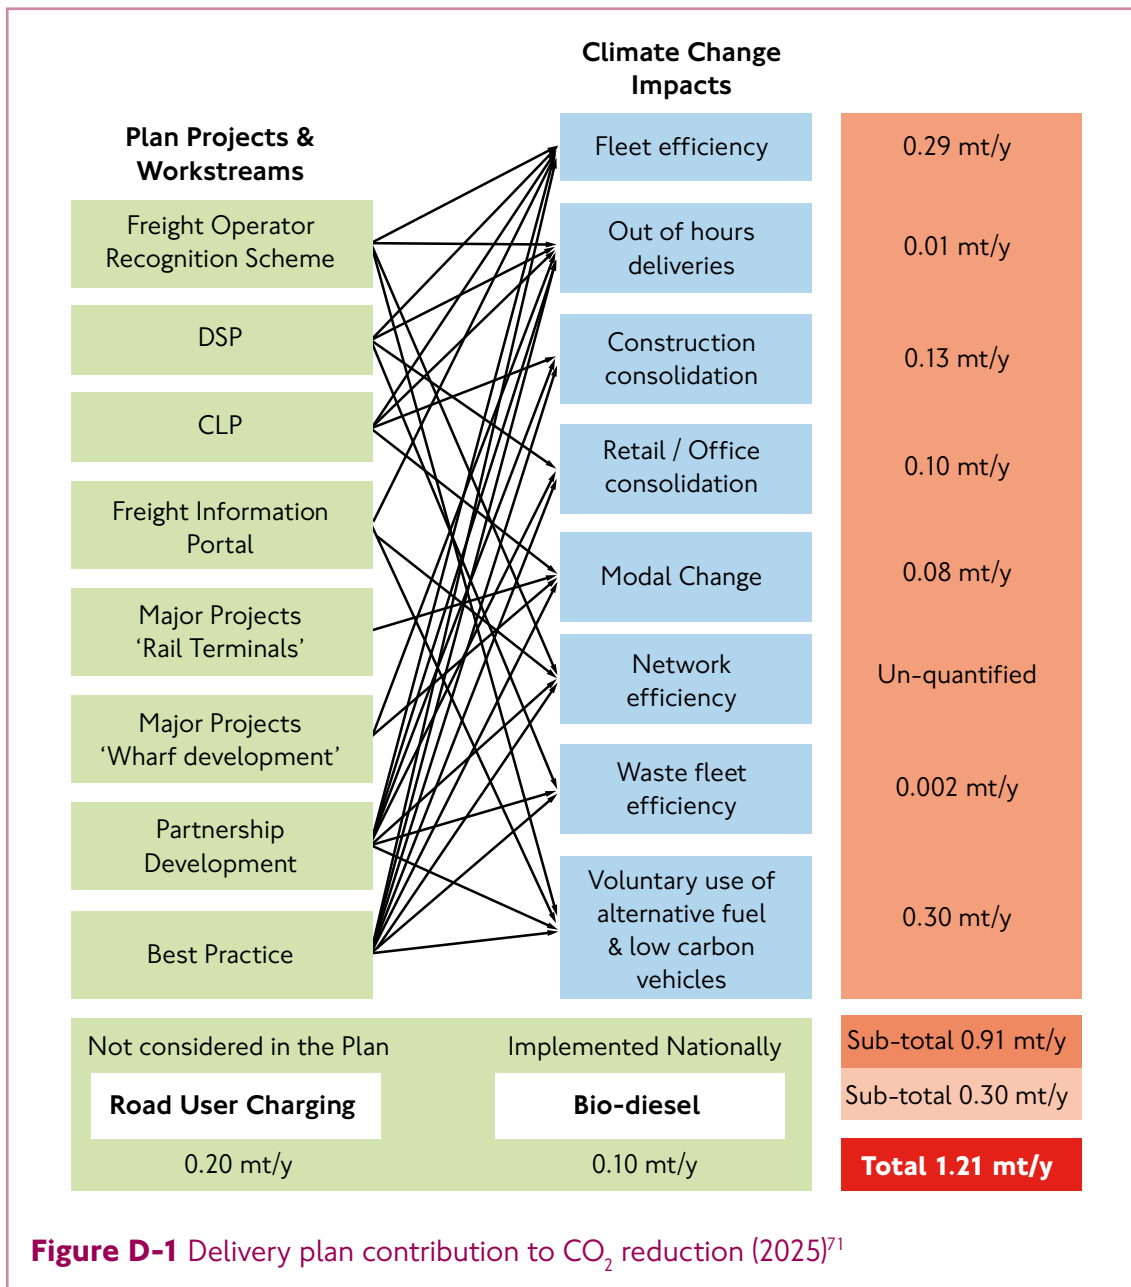 Climate Change
Impacts
Plan Projects &
Workstreams
Freight Operator
Recognition Scheme
DSP
CLP
Freight Information
Portal
Major Projects
‘Rail Terminals’
Major Projects
‘Wharf development’
Partnership
Development
Best Practice
Fleet efficiency
Out of hours
deliveries
Construction
consolidation
Retail / Office
consolidation
Modal Change
Network
efficiency
Waste fleet
efficiency
Voluntary use of
alternative fuel
& low carbon
vehicles
0.29 mt/y
0.01 mt/y
0.13 mt/y
0.10 mt/y
0.08 mt/y
Un-quantified
0.002 mt/y
0.30 mt/y
Not considered in the Plan
Road User Charging
0.20 mt/y
Implemented Nationally
Bio-diesel
0.10 mt/y
Sub-total 0.91 mt/y
Sub-total 0.30 mt/y
Total 1.21 mt/y
Figure D-1 Delivery plan contribution to CO₂ reduction (2025)⁷¹